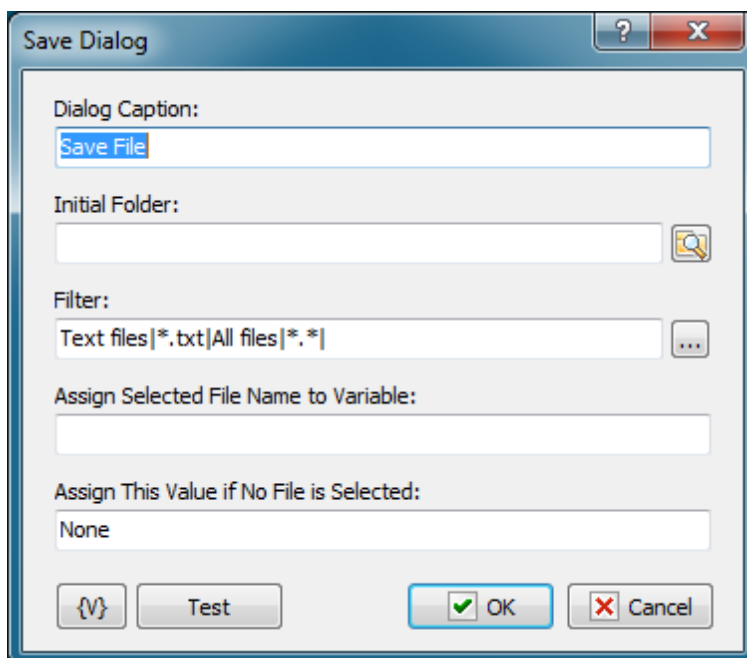 Save Dialog
?
Dialog Caption:
Save File
Initial Folder:
Filter:
Text files|*.txt|All files|*.*|
...
Assign Selected File Name to Variable:
Assign This Value if No File is Selected:
None
{V} Test OK Cancel